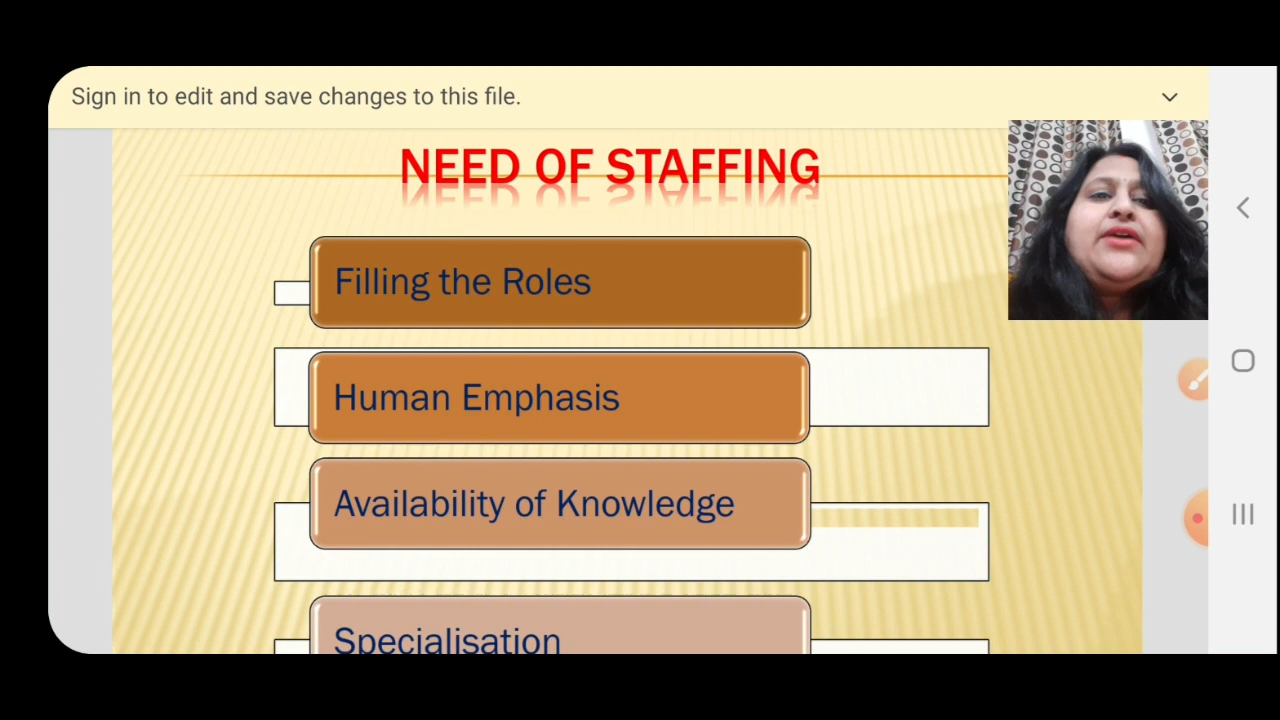 Sign in to edit and save changes to this file.
NEED OF STAFFING
Filling the Roles
Human Emphasis
Availability of Knowledge
Specialisation